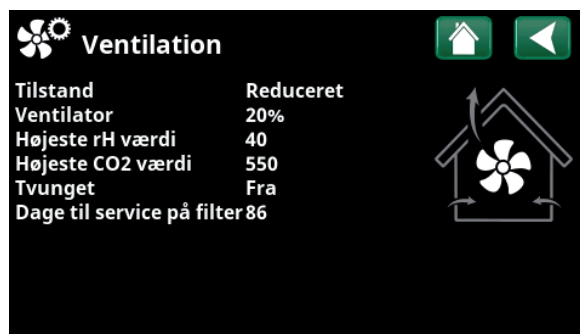 Ventilation
Tilstand Reduceret
Ventilator 20%
Højeste rH værdi 40
Højeste CO2 værdi 550
Tvunget Fra
Dage til service på filter 86